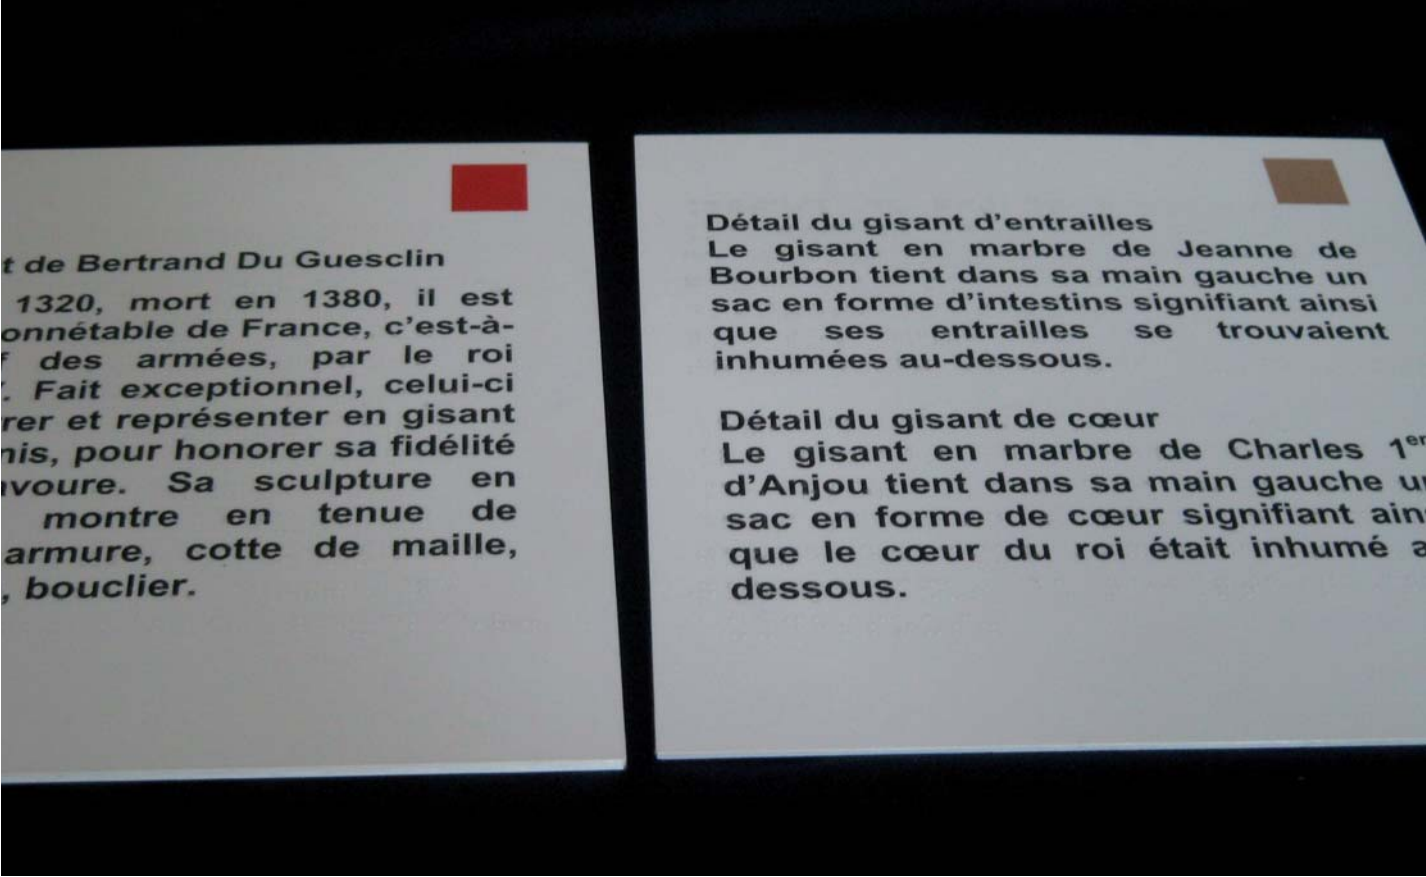 t de Bertrand Du Guesclin
1320, mort en 1380, il est
onnétable de France, c'est-à-
f des armées, par le roi
. Fait exceptionnel, celui-ci
rer et représenter en gisant
nis, pour honorer sa fidélité
voure. Sa sculpture en
montre en tenue de
armure, cotte de maille,
, bouclier.
Détail du gisant d'entrailles
Le gisant en marbre de Jeanne de
Bourbon tient dans sa main gauche un
sac en forme d'intestins signifiant ainsi
que ses entrailles se trouvaient
inhumées au-dessous.
Détail du gisant de cœur
Le gisant en marbre de Charles 1er
d'Anjou tient dans sa main gauche un
sac en forme de cœur signifiant ain
que le cœur du roi était inhumé a
dessous.